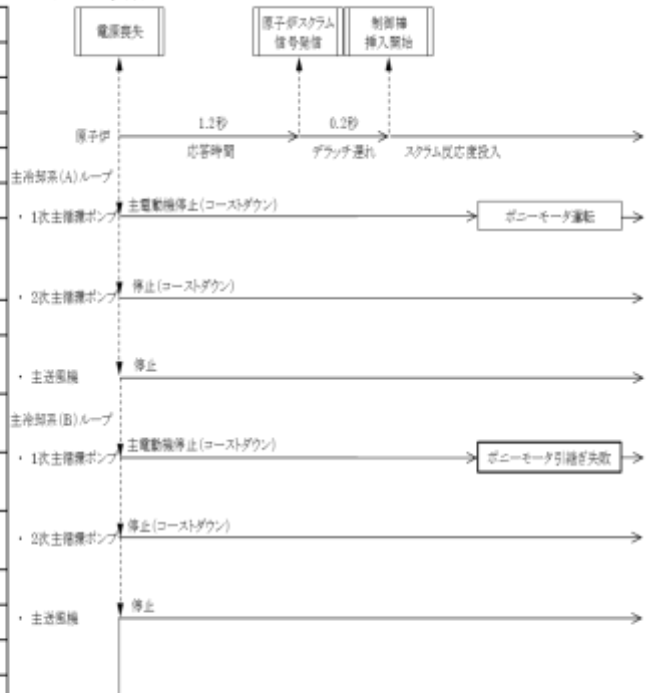 電源喪失
原子炉スクラム
信号発信
制御棒
挿入開始
原子炉
1.2秒
0.2秒
応答時間
デラッチ遅れ
スクラム反応度投入
主冷却系(A)ループ
・ 1次主循環ポンプ
主電動機停止(コーストダウン)
ポニーモータ運転
・ 2次主循環ポンプ
停止(コーストダウン)
・ 主送風機
停止
主冷却系(B)ループ
・ 1次主循環ポンプ
主電動機停止(コーストダウン)
ポニーモータ引継ぎ失敗
・ 2次主循環ポンプ
停止(コーストダウン)
・ 主送風機
停止